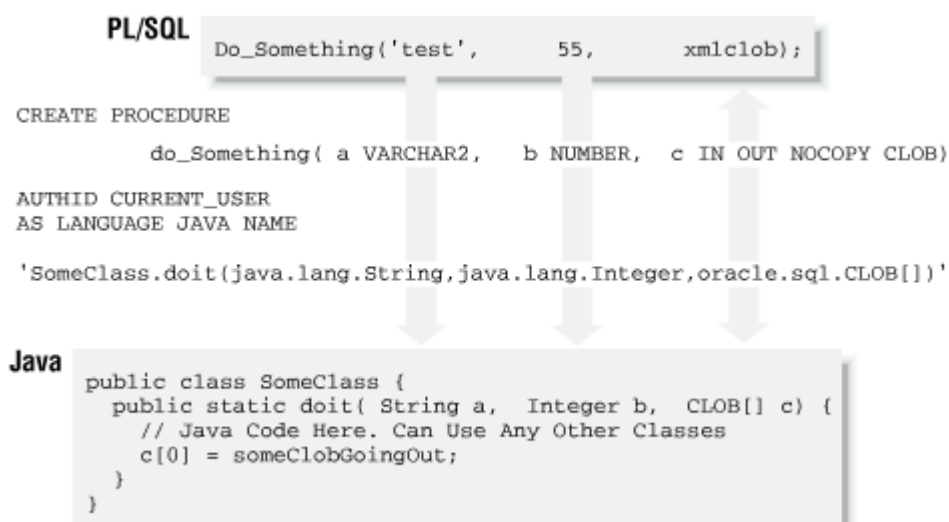 PL/SQL
Do_Something('test', 55, xmlclob);
CREATE PROCEDURE
do_Something( a VARCHAR2, b NUMBER, c IN OUT NOCOPY CLOB)
AUTHID CURRENT_USER
AS LANGUAGE JAVA NAME
'SomeClass.doit(java.lang.String,java.lang.Integer,oracle.sql.CLOB[])'
Java
public class SomeClass {
public static doit( String a, Integer b, CLOB[] c) {
// Java Code Here. Can Use Any Other Classes
c[0] = someClobGoingOut;
}
}